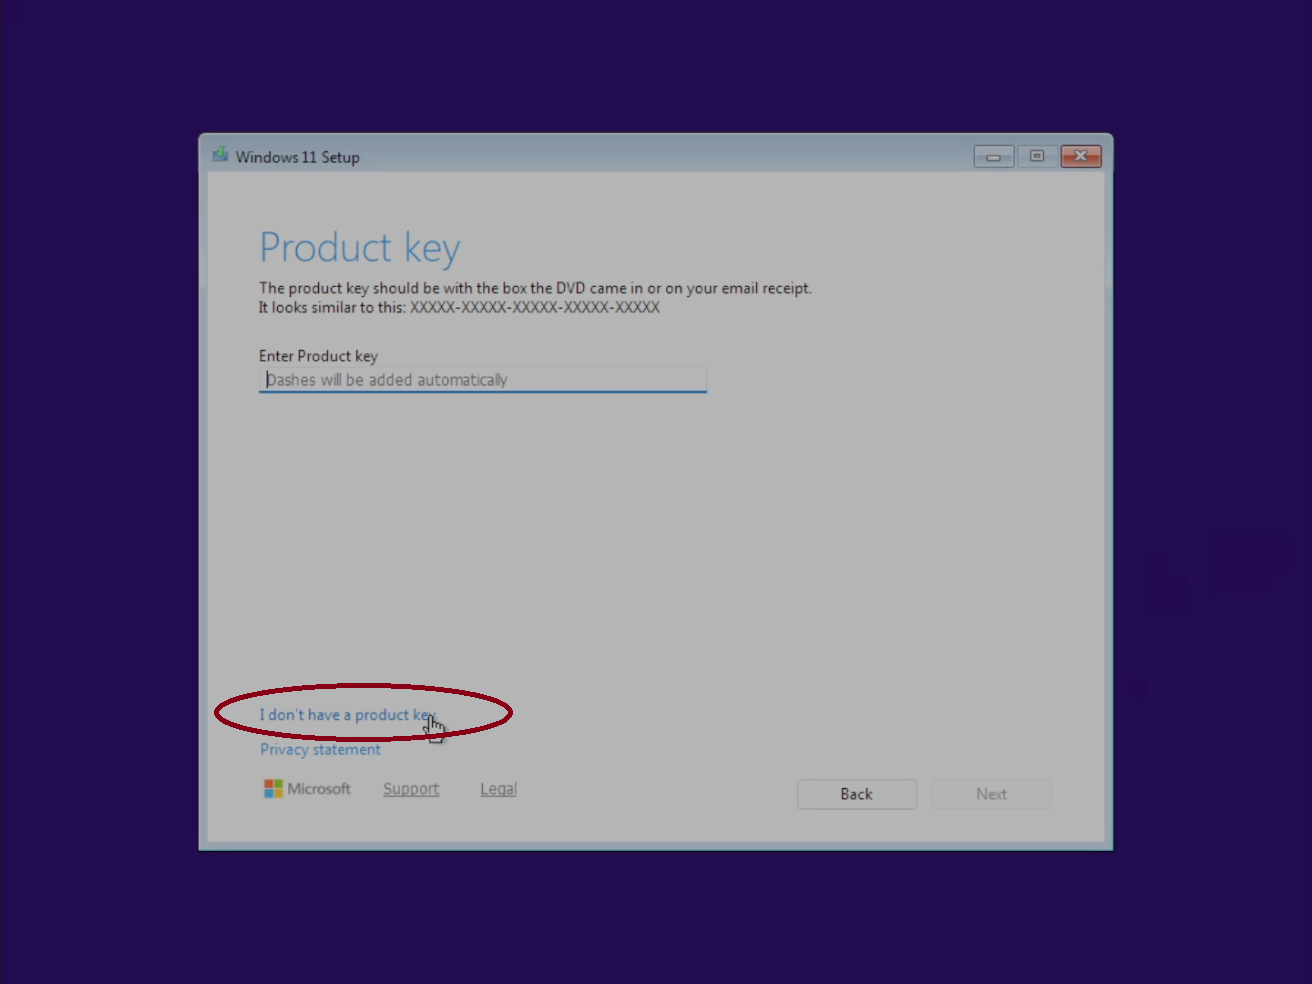 Windows 11 Setup
Product key
The product key should be with the box the DVD came in or on your email receipt.
It looks similar to this: XXXXX-XXXXX-XXXXX-XXXXX-XXXXX
Enter Product key
Dashes will be added automatically
I don't have a product key
Privacy statement
Microsoft Support Legal
Back Next